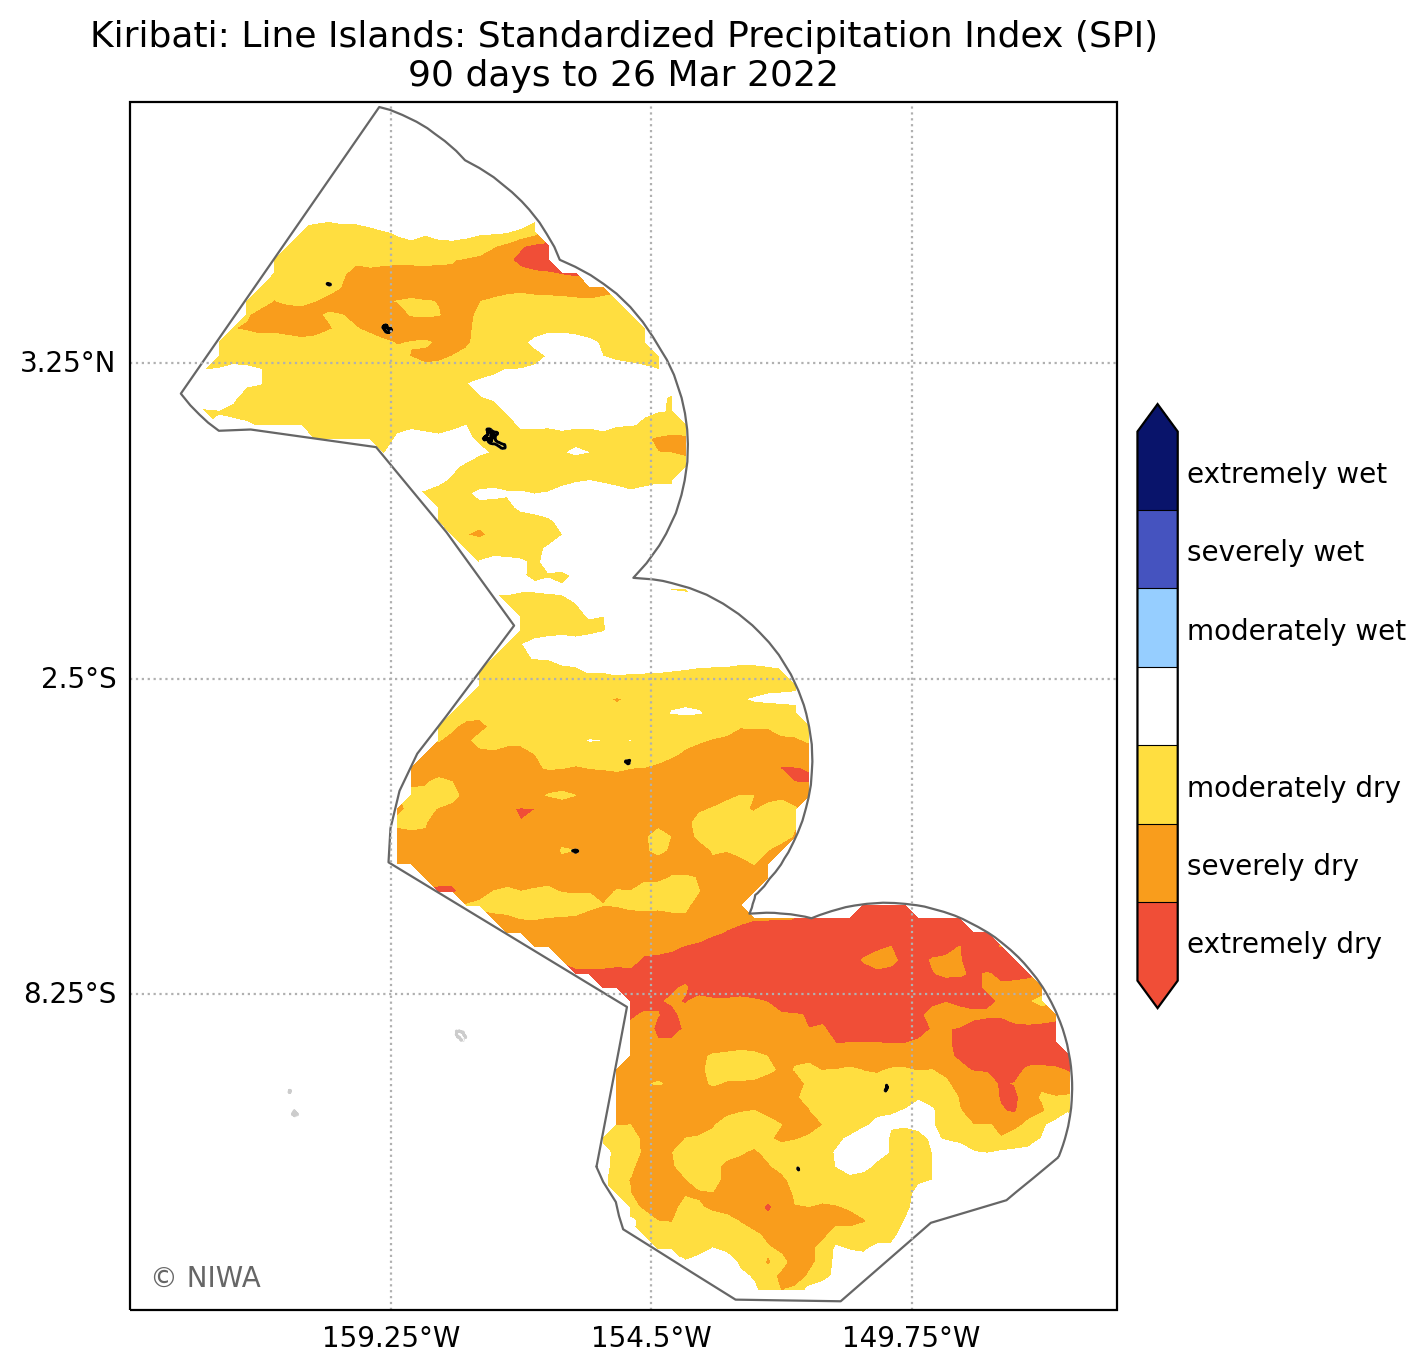 Kiribati: Line Islands: Standardized Precipitation Index (SPI)
90 days to 26 Mar 2022
3.25°N
2.5°S
8.25°S
159.25°W
154.5°W
149.75°W
extremely wet
severely wet
moderately wet
moderately dry
severely dry
extremely dry
© NIWA